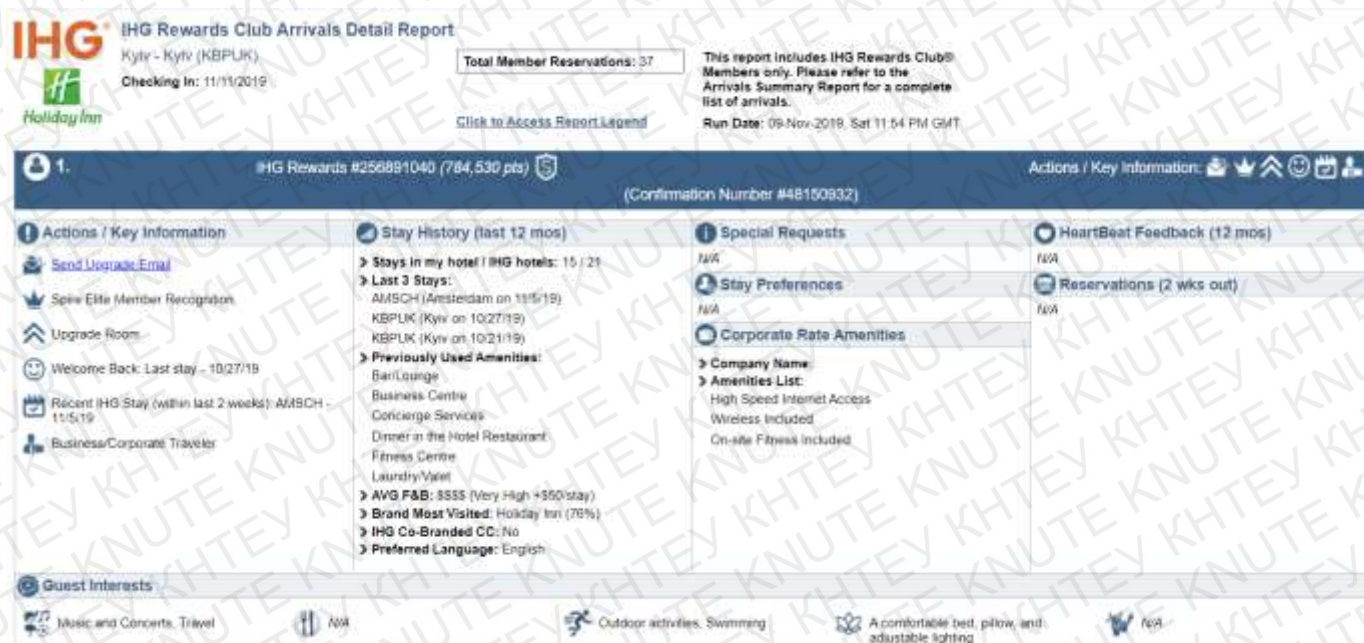 IHG® IHG Rewards Club Arrivals Detail Report
Kyiv - Kyiv (KBPUK)
Checking In: 11/11/2019
Holiday Inn
Total Member Reservations: 37
Click to Access Report Legend
This report includes IHG Rewards Club®
Members only. Please refer to the
Arrivals Summary Report for a complete
list of arrivals.
Run Date: 09-Nov-2019, Sat 11:54 PM GMT
1. IHG Rewards #256891040 (784,530 pts) S Actions / Key Information:
(Confirmation Number #48150932)
Actions / Key Information
Send Upgrade Email
Spire Elite Member Recognition
Upgrade Room
Welcome Back: Last stay - 10/27/19
Recent IHG Stay (within last 2 weeks): AMSCH -
11/5/19
Business/Corporate Traveler
Stay History (last 12 mos)
Stays in my hotel / IHG hotels: 15 / 21
Last 3 Stays:
AMSCH (Amsterdam on 11/5/19)
KBPUK (Kyiv on 10/27/19)
KBPUK (Kyiv on 10/21/19)
Previously Used Amenities:
Bar/Lounge
Business Centre
Concierge Services
Dinner in the Hotel Restaurant
Fitness Centre
Laundry/Valet
AVG F&B: $$$$ (Very High +$50/stay)
Brand Most Visited: Holiday Inn (76%)
IHG Co-Branded CC: No
Preferred Language: English
Special Requests
N/A
Stay Preferences
N/A
Corporate Rate Amenities
Company Name:
Amenities List:
High Speed Internet Access
Wireless Included
On-site Fitness Included
HeartBeat Feedback (12 mos)
N/A
Reservations (2 wks out)
N/A
Guest Interests
Music and Concerts, Travel
N/A
Outdoor activities, Swimming
A comfortable bed, pillow, and
adjustable lighting
N/A
KHTEY KNUTE